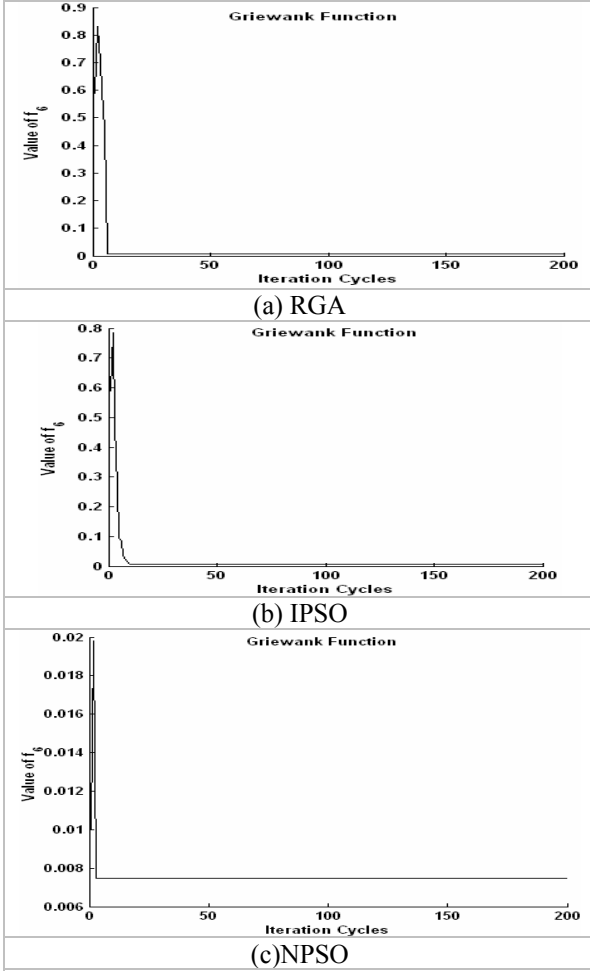 Griewank Function
0.9
0.8
0.7
0.6
0.5
0.4
0.3
0.2
0.1
0
Value of f6
0 50 100 150 200
Iteration Cycles
(a) RGA
Griewank Function
0.8
0.7
0.6
0.5
0.4
0.3
0.2
0.1
0
Value of f6
0 50 100 150 200
Iteration Cycles
(b) IPSO
Griewank Function
0.02
0.018
0.016
0.014
0.012
0.01
0.008
0.006
Value of f6
0 50 100 150 200
Iteration Cycles
(c)NPSO